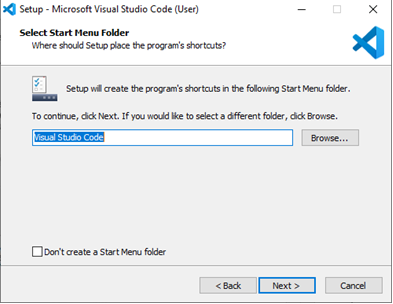 Setup - Microsoft Visual Studio Code (User)
Select Start Menu Folder
Where should Setup place the program's shortcuts?
Setup will create the program's shortcuts in the following Start Menu folder.
To continue, click Next. If you would like to select a different folder, click Browse.
Visual Studio Code
Browse...
Don't create a Start Menu folder
< Back
Next >
Cancel